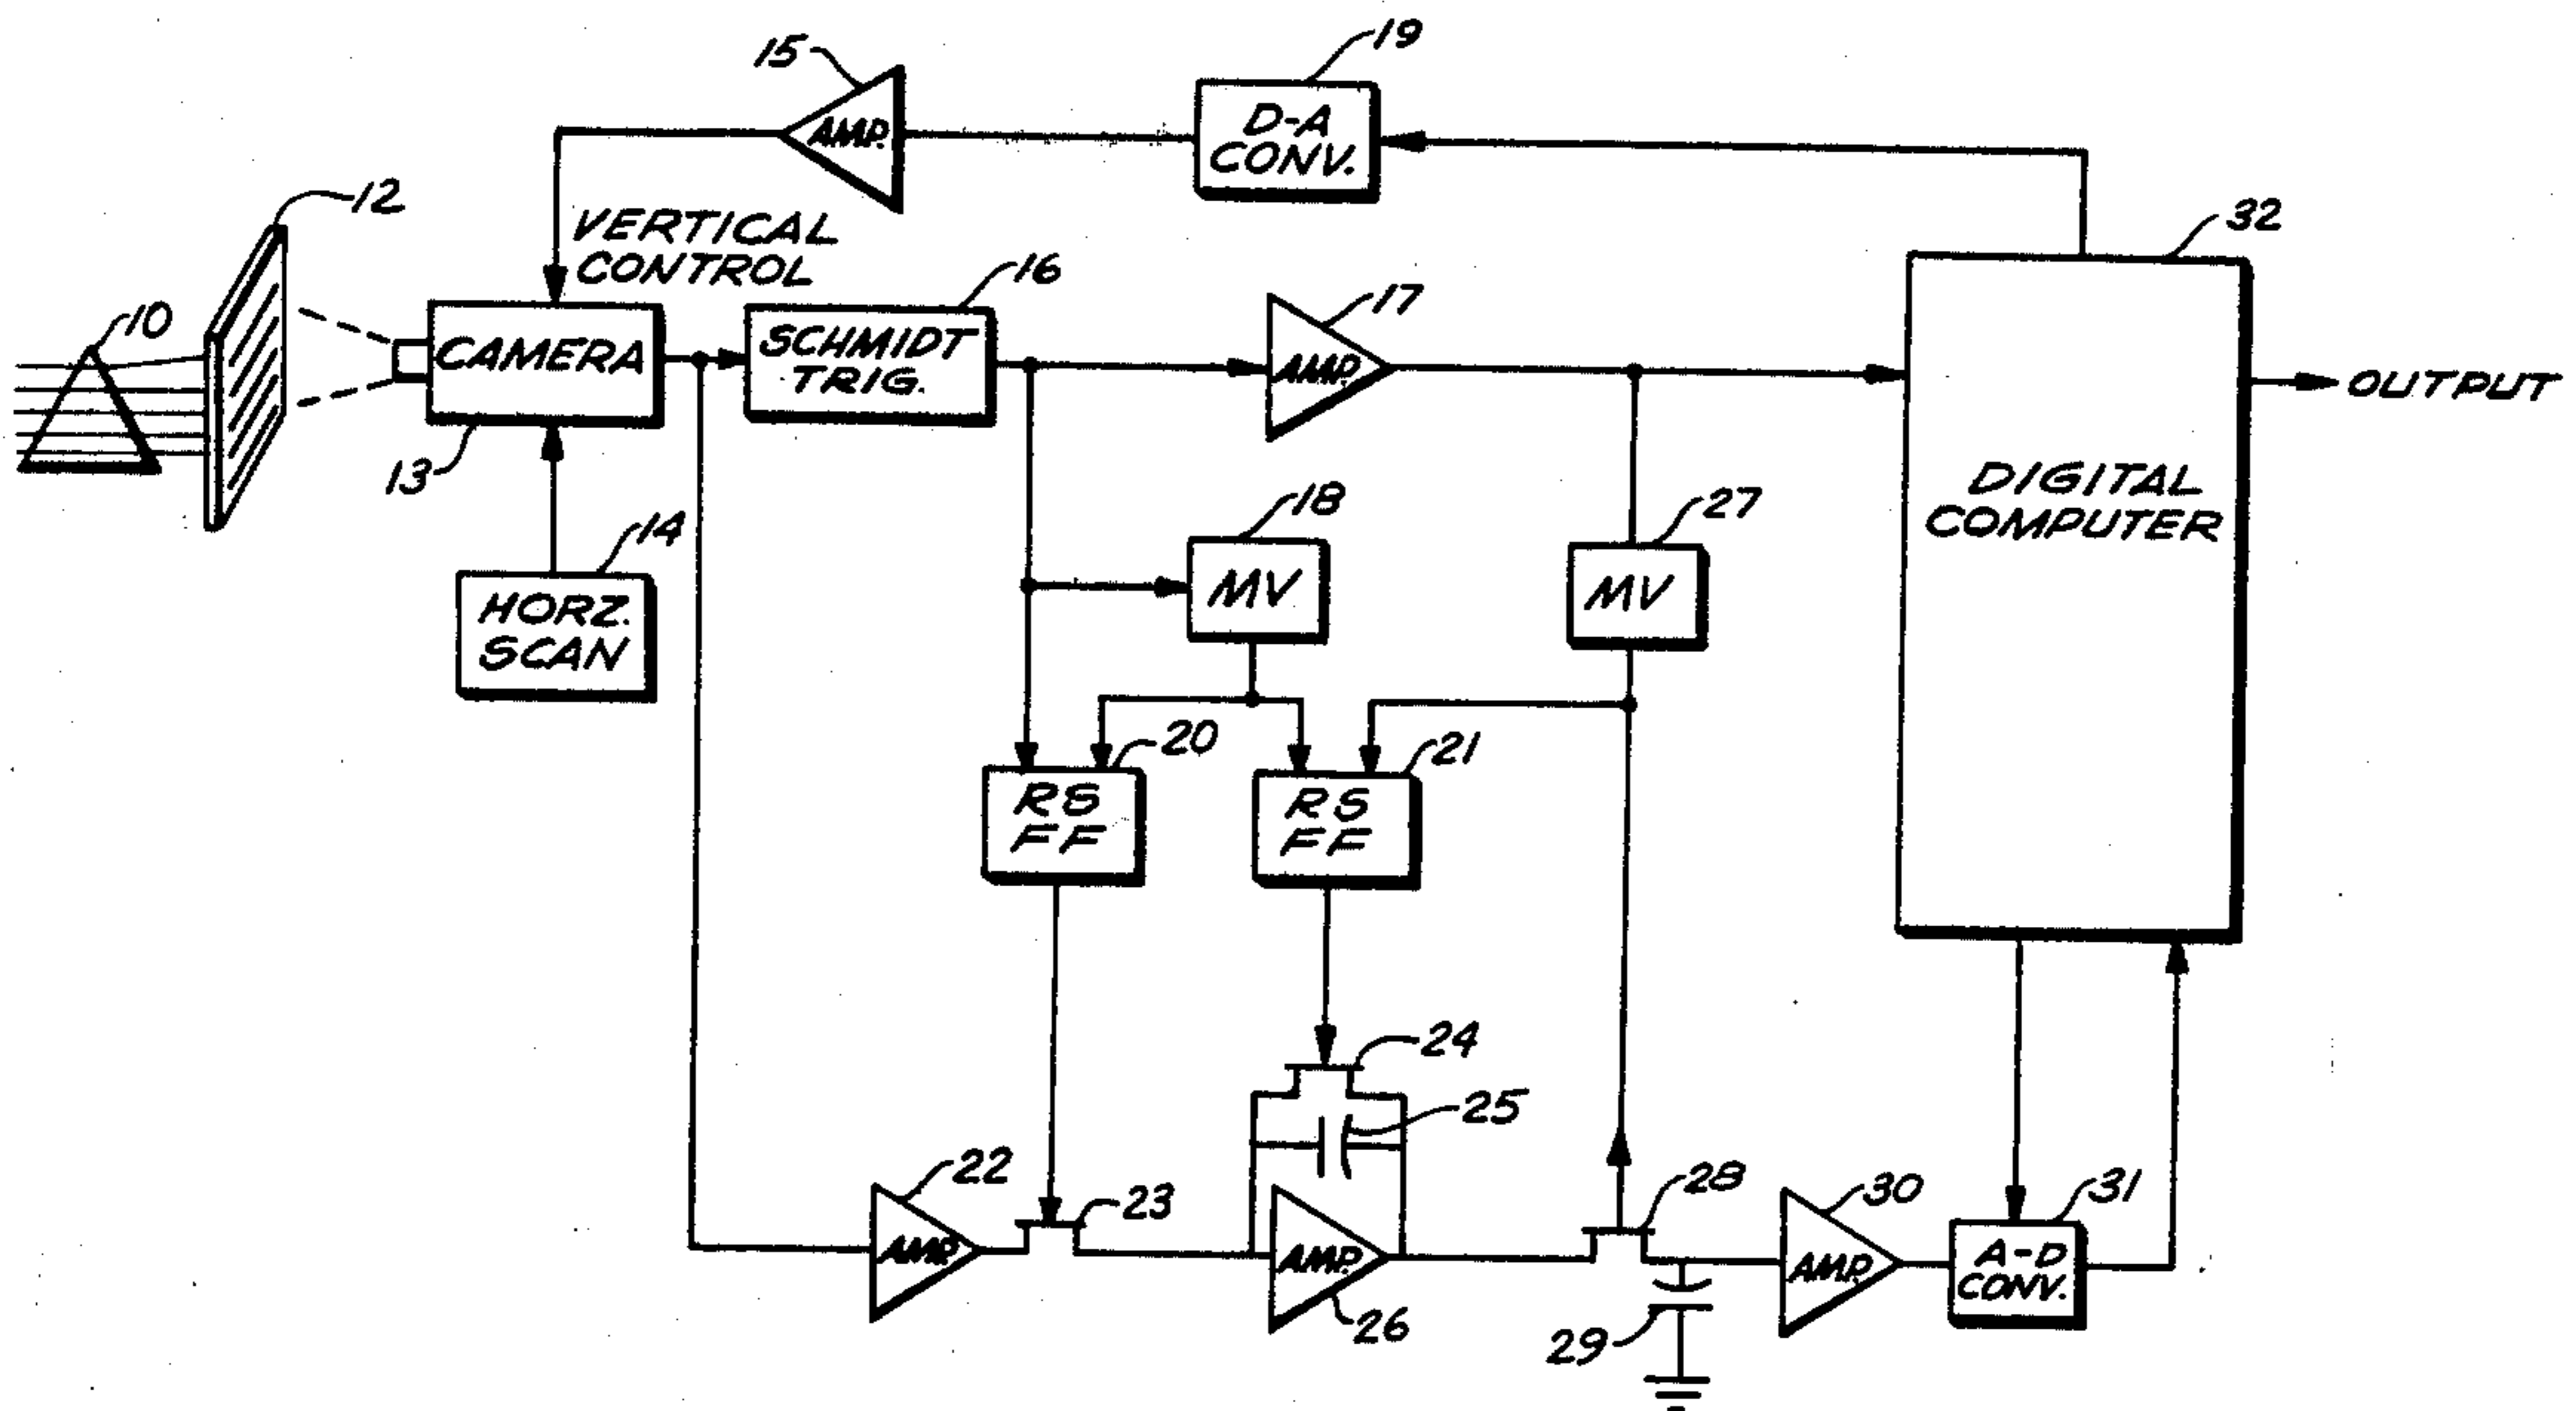 15
19
AMP.
D-A
CONV.
12
VERTICAL
CONTROL
32
10
16
17
CAMERA
SCHMIDT
TRIG.
AMP.
OUTPUT
13
DIGITAL
COMPUTER
14
18
27
HORZ.
SCAN
MV
MV
20
21
RS
FF
RS
FF
24
25
22
23
28
30
31
AMP.
AMP.
AMP.
A-D
CONV.
26
29